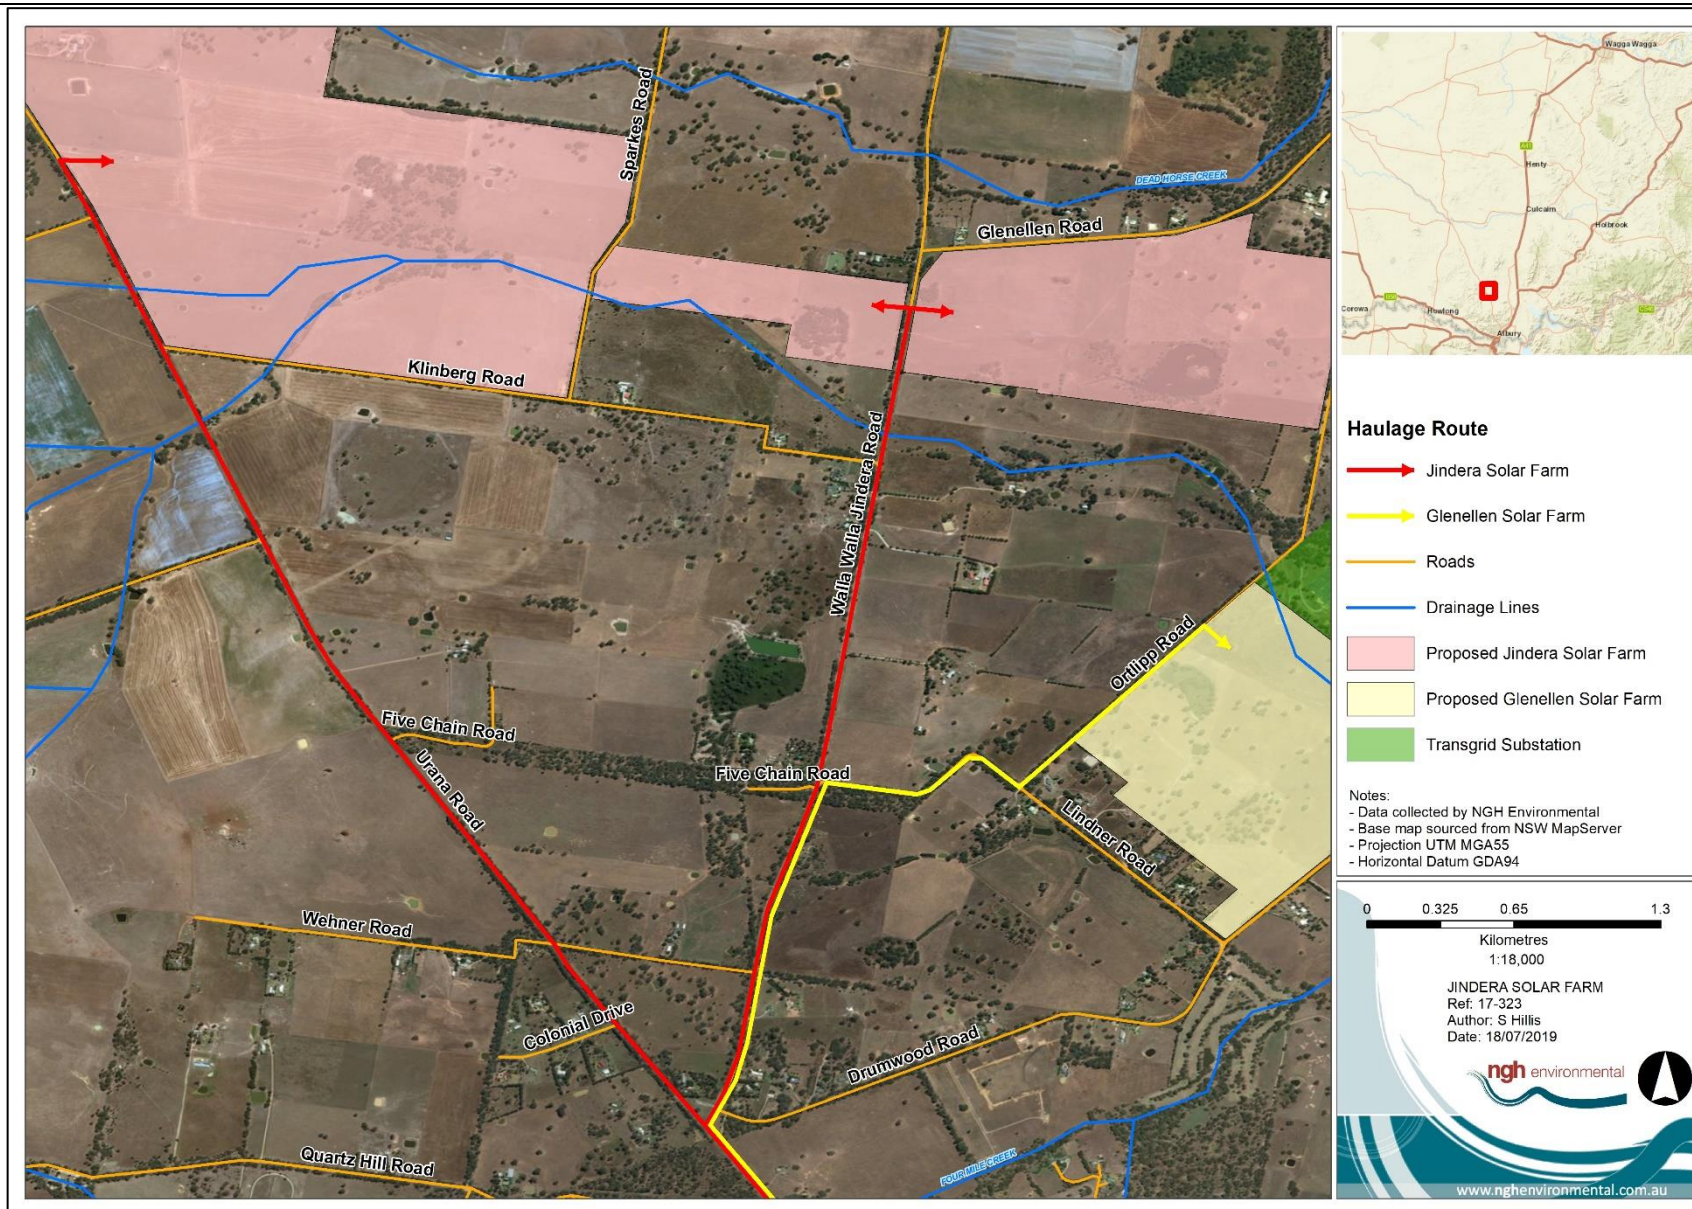 Sparkes Road
DEAD HORSE CREEK
Glenellen Road
Klinberg Road
Walla Walla Jindera Road
Ortlipp Road
Five Chain Road
Urana Road
Five Chain Road
Lindner Road
Wehner Road
Colonial Drive
Drumwood Road
Quartz Hill Road
FOUR MILE CREEK
Wagga Wagga
A41
Henty
Culcairn
Holbrook
Corowa
Howlong
Albury
Haulage Route
Jindera Solar Farm
Glenellen Solar Farm
Roads
Drainage Lines
Proposed Jindera Solar Farm
Proposed Glenellen Solar Farm
Transgrid Substation
Notes:
- Data collected by NGH Environmental
- Base map sourced from NSW MapServer
- Projection UTM MGA55
- Horizontal Datum GDA94
0 0.325 0.65 1.3
Kilometres
1:18,000
JINDERA SOLAR FARM
Ref: 17-323
Author: S Hillis
Date: 18/07/2019
ngh environmental
www.nghenvironmental.com.au